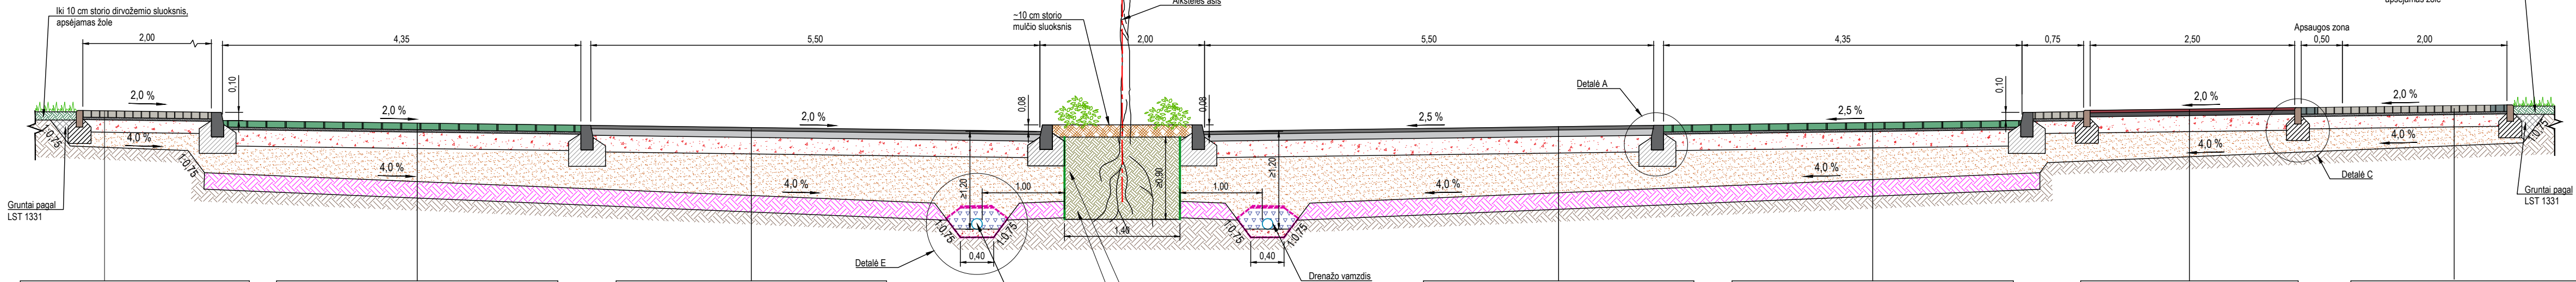 Iki 10 cm storio dirvožemio sluoksnis,
apsėjamas žole
~10 cm storio
mulčio sluoksnis
Aikštelės ašis
apsėjamas žole
Apsaugos zona
2,00
4,35
5,50
2,00
5,50
4,35
0,75
2,50
0,50
2,00
Detalė A
0,10
0,08
0,08
0,10
2,0 %
2,0 %
2,0 %
2,5 %
2,5 %
2,0 %
2,0 %
1:0,75
4,0 %
1:0,75
4,0 %
4,0 %
4,0 %
4,0 %
4,0 %
4,0 %
1:0,75
≥1,20
1,00
≥0,90
1,00
≥1,20
Detalė C
Gruntai pagal
LST 1331
Gruntai pagal
LST 1331
1:0,75
1:0,75
1,40
1:0,75
1:0,75
0,40
0,40
Detalė E
Drenažo vamzdis